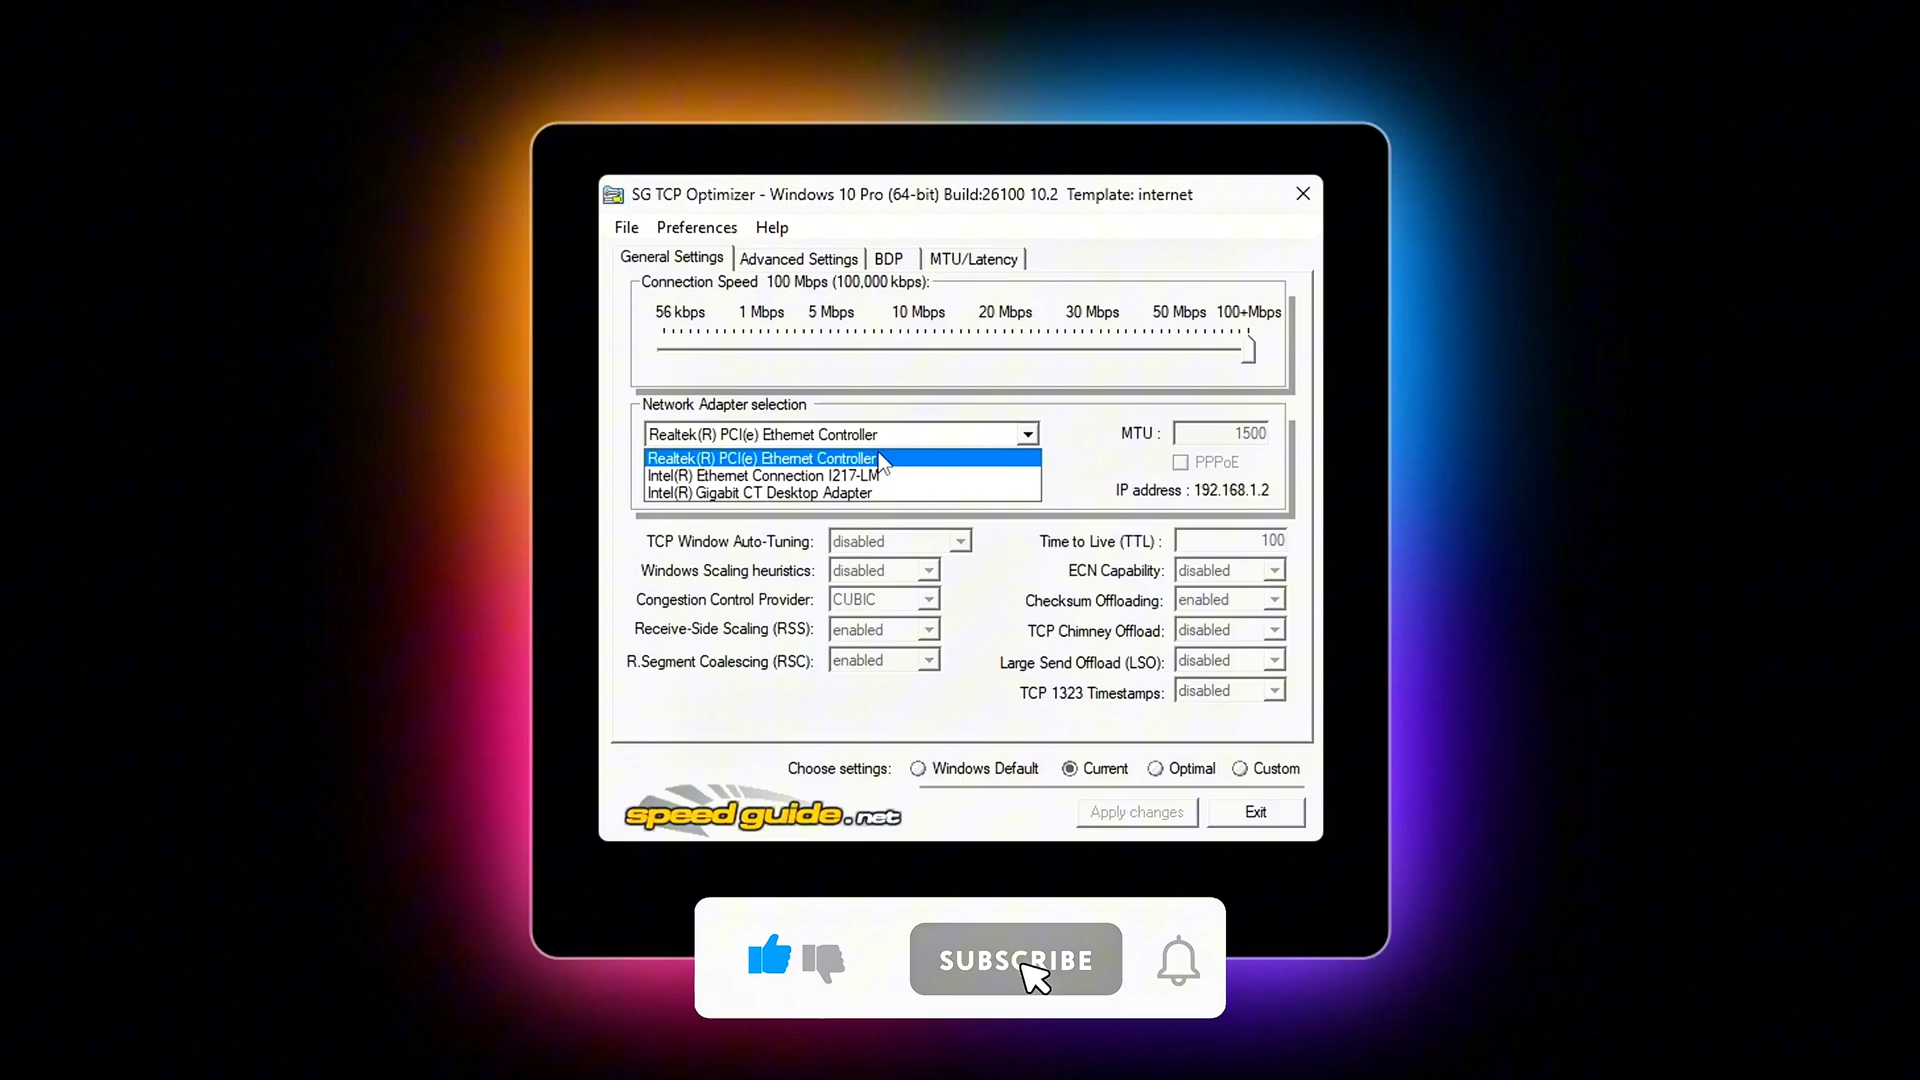 SG TCP Optimizer - Windows 10 Pro (64-bit) Build:26100 10.2 Template: internet
File Preferences Help
General Settings Advanced Settings BDP MTU/Latency
Connection Speed 100 Mbps (100,000 kbps):
56 kbps 1 Mbps 5 Mbps 10 Mbps 20 Mbps 30 Mbps 50 Mbps 100+Mbps
Network Adapter selection
Realtek(R) PCI(e) Ethernet Controller
MTU : 1500
Realtek(R) PCI(e) Ethernet Controller
PPPoE
Intel(R) Ethernet Connection I217-LM
Intel(R) Gigabit CT Desktop Adapter
IP address : 192.168.1.2
TCP Window Auto-Tuning: disabled
Time to Live (TTL) : 100
Windows Scaling heuristics: disabled
ECN Capability: disabled
Congestion Control Provider: CUBIC
Checksum Offloading: enabled
Receive-Side Scaling (RSS): enabled
TCP Chimney Offload: disabled
R.Segment Coalescing (RSC): enabled
Large Send Offload (LSO): disabled
TCP 1323 Timestamps: disabled
Choose settings: Windows Default Current Optimal Custom
speed guide.net
Apply changes Exit
SUBSCRIBE